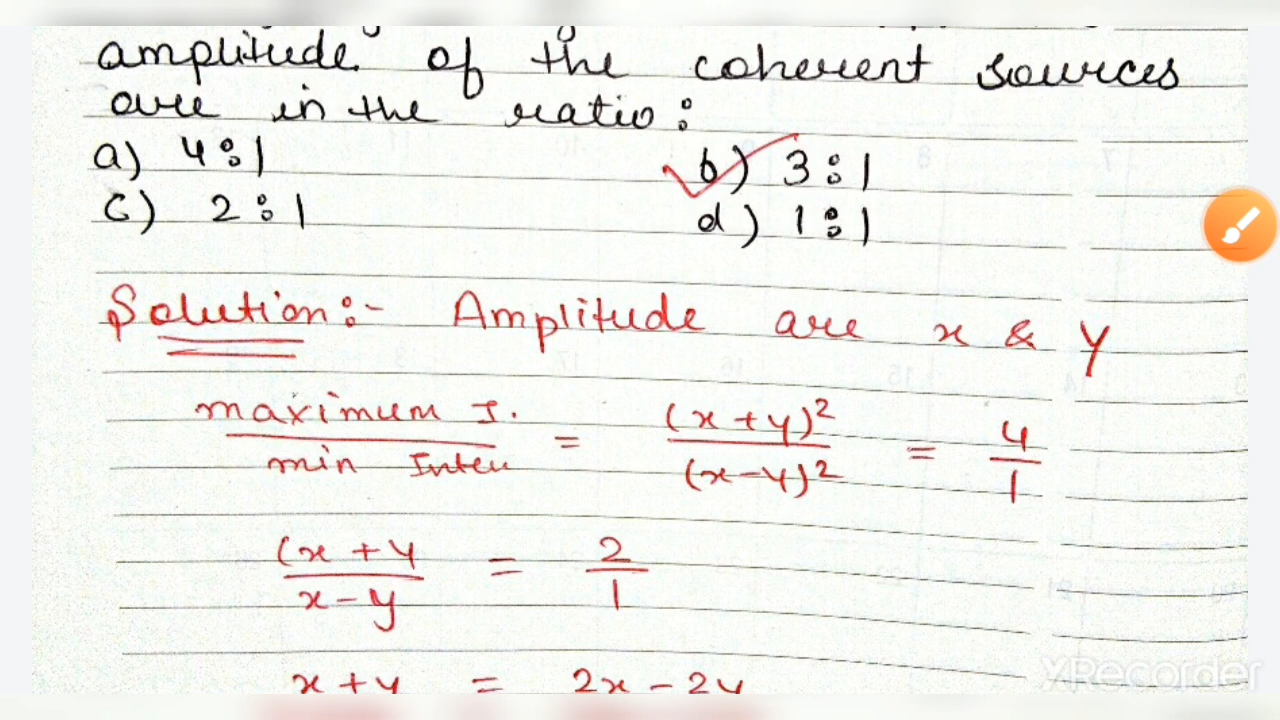 amplitude of the coherent sources
are in the ratio:
a) 4:1 b) 3:1
c) 2:1 d) 1:1
Solution:- Amplitude are x & y
maximum I. / min Inten = (x+y)² / (x-y)² = 4/1
(x+y / x-y = 2/1
x+y = 2x-2y
XRecorder